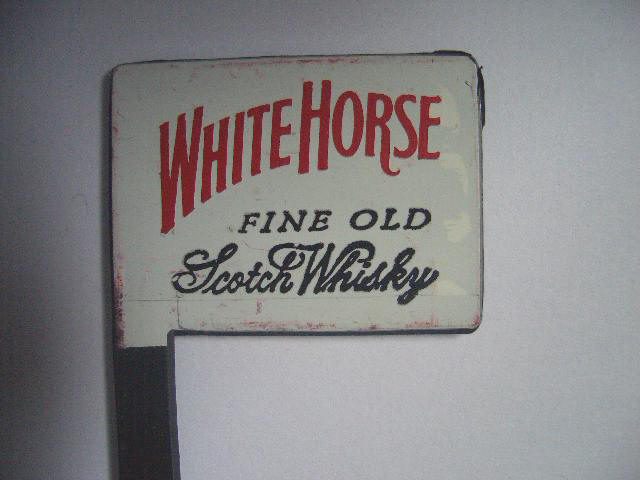 WHITE HORSE
FINE OLD
Scotch Whisky